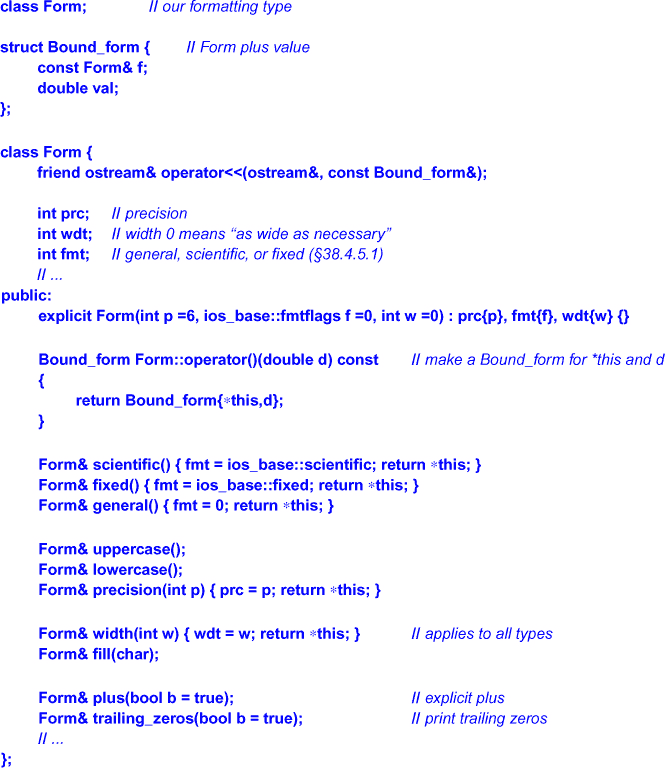 class Form; // our formatting type
struct Bound_form { // Form plus value
const Form& f;
double val;
};
class Form {
friend ostream& operator<<(ostream&, const Bound_form&);
int prc; // precision
int wdt; // width 0 means “as wide as necessary”
int fmt; // general, scientific, or fixed (§38.4.5.1)
// ...
public:
explicit Form(int p =6, ios_base::fmtflags f =0, int w =0) : prc{p}, fmt{f}, wdt{w} {}
Bound_form Form::operator()(double d) const // make a Bound_form for *this and d
{
return Bound_form{*this,d};
}
Form& scientific() { fmt = ios_base::scientific; return *this; }
Form& fixed() { fmt = ios_base::fixed; return *this; }
Form& general() { fmt = 0; return *this; }
Form& uppercase();
Form& lowercase();
Form& precision(int p) { prc = p; return *this; }
Form& width(int w) { wdt = w; return *this; } // applies to all types
Form& fill(char);
Form& plus(bool b = true); // explicit plus
Form& trailing_zeros(bool b = true); // print trailing zeros
// ...
};